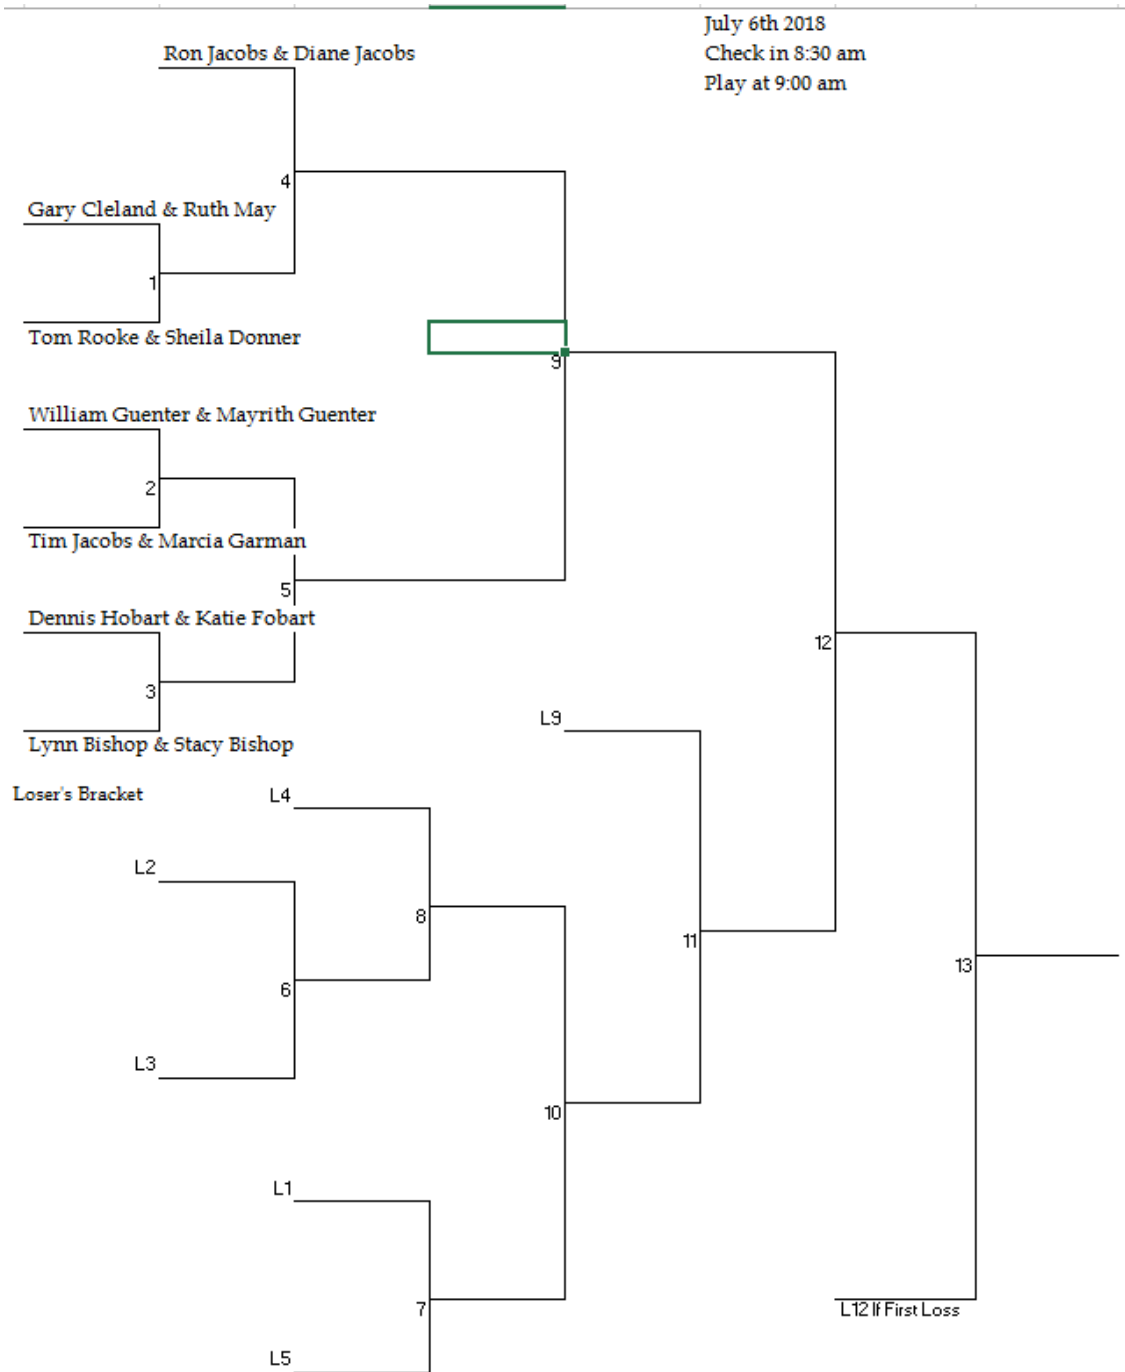 July 6th 2018
Check in 8:30 am
Play at 9:00 am
Ron Jacobs & Diane Jacobs
4
Gary Cleland & Ruth May
1
Tom Rooke & Sheila Donner
9
William Guenter & Mayrith Guenter
2
Tim Jacobs & Marcia Garman
5
Dennis Hobart & Katie Fobart
12
3
L9
Lynn Bishop & Stacy Bishop
Loser's Bracket
L4
L2
8
11
13
6
L3
10
L1
7
L12 If First Loss
L5